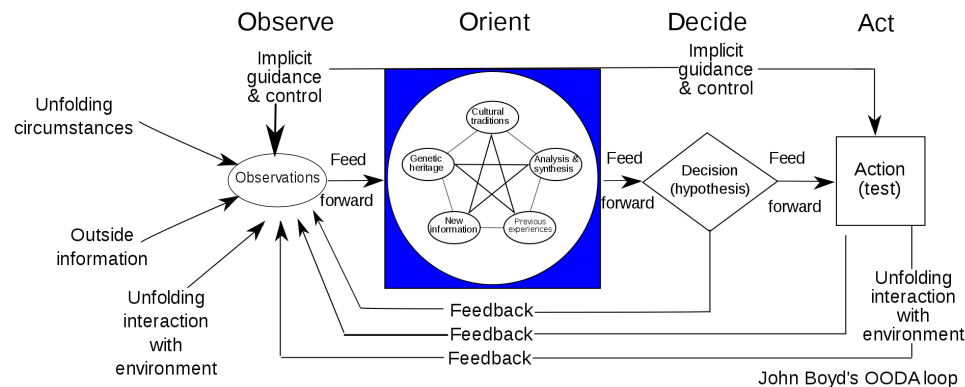 Observe
Orient
Decide
Act
Implicit
guidance
& control
Implicit
guidance
& control
Unfolding
circumstances
Observations
Outside
information
Unfolding
interaction
with
environment
Feed
forward
Cultural
traditions
Genetic
heritage
Analysis &
synthesis
New
information
Previous
experiences
Feed
forward
Decision
(hypothesis)
Feed
forward
Action
(test)
Unfolding
interaction
with
environment
Feedback
Feedback
Feedback
John Boyd's OODA loop